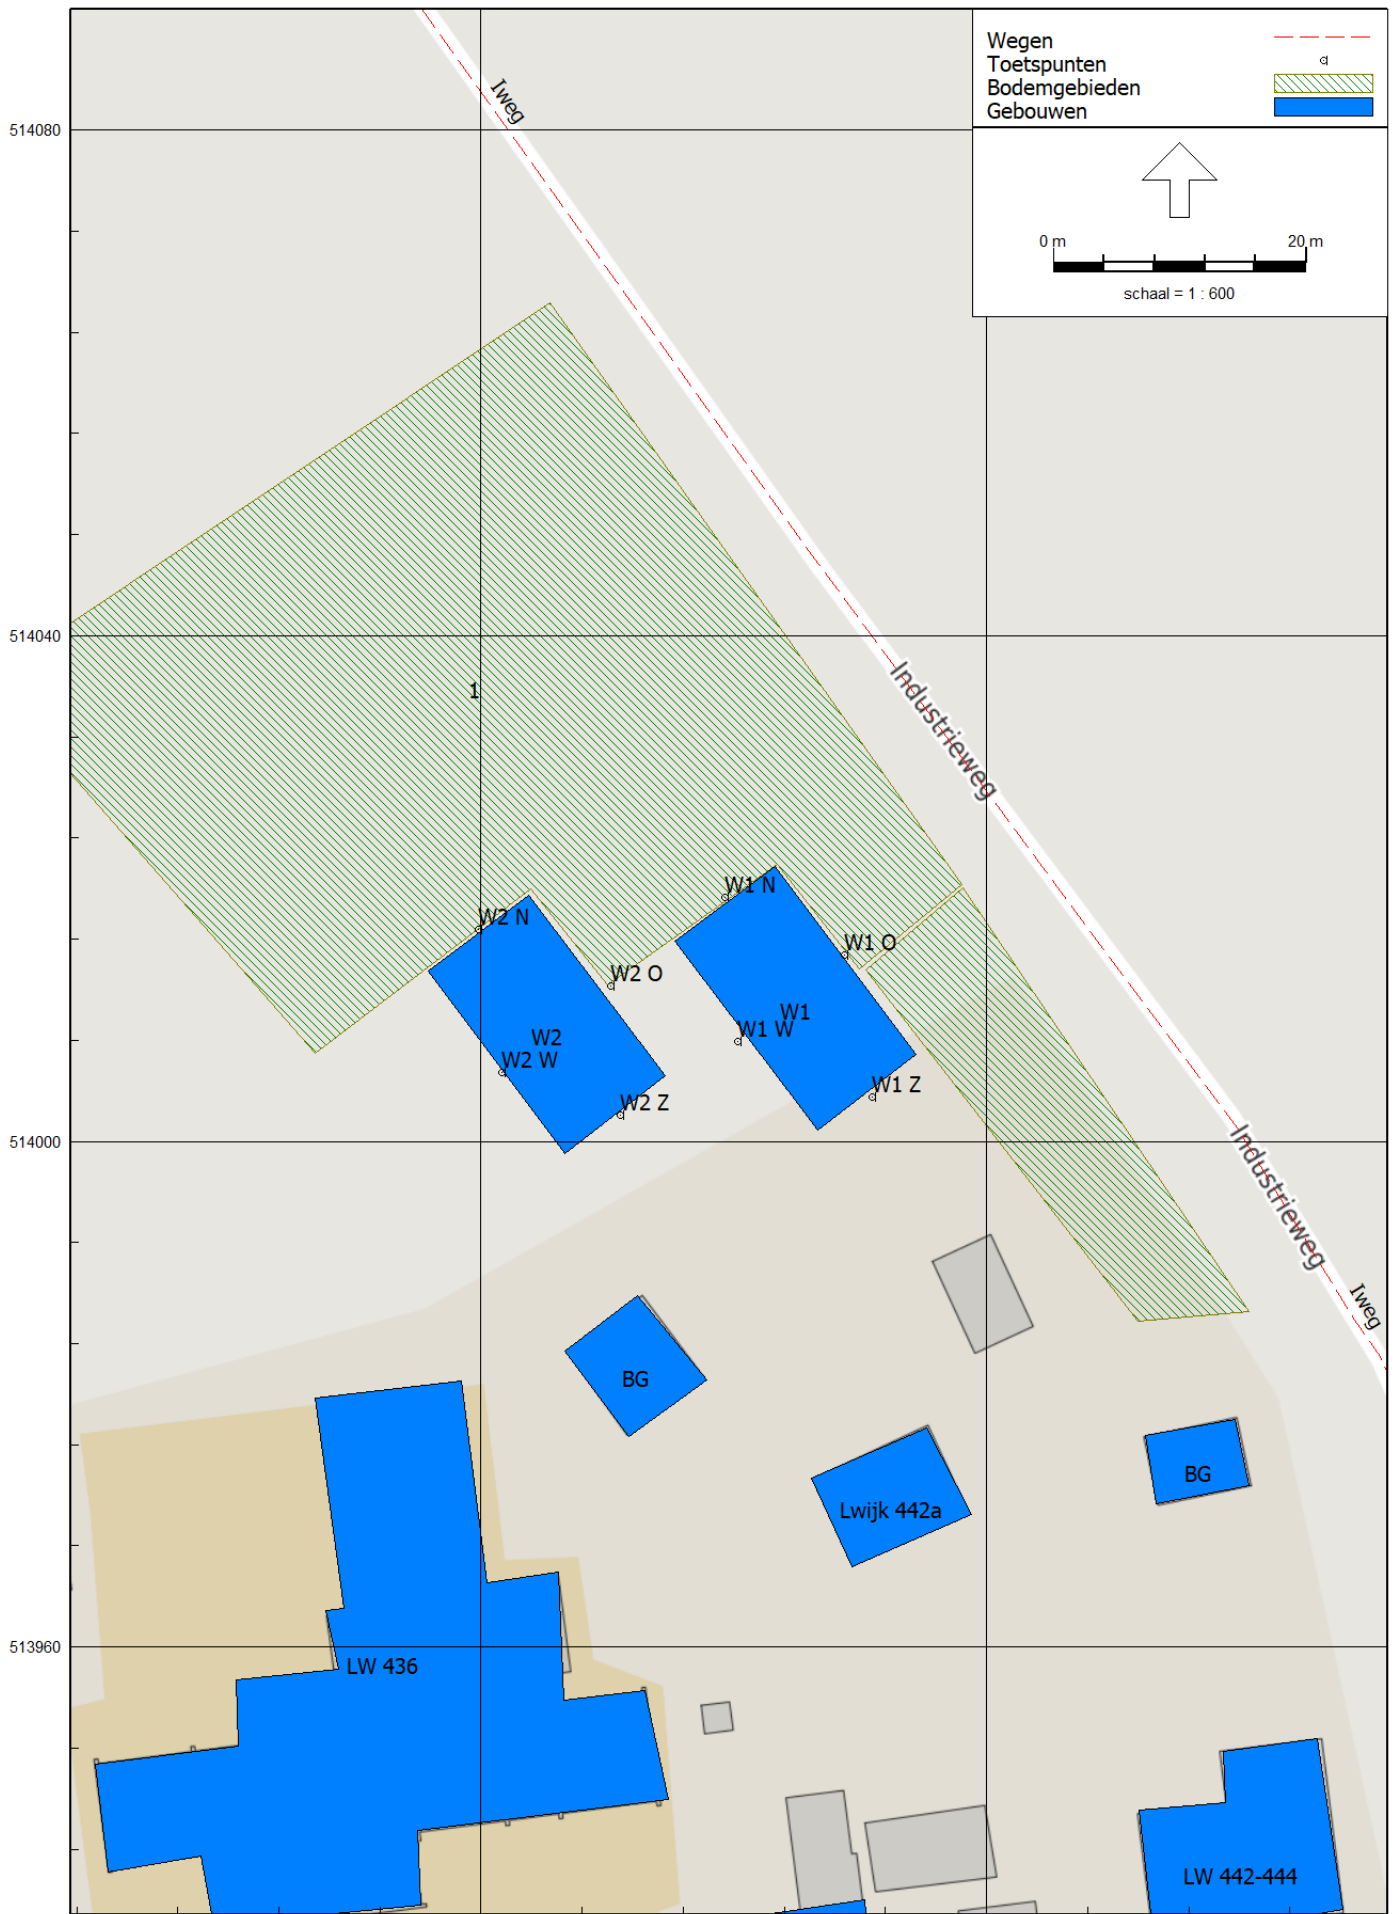 Wegen
Toetspunten
Bodemgebieden
Gebouwen
0 m 20 m
schaal = 1 : 600
Iweg
514080
514040
Industrieweg
1
W1 N
W2 N
W1 O
W2 O
W1
W1 W
W2
W2 W
W1 Z
W2 Z
514000
Industrieweg
Iweg
BG
BG
Lwijk 442a
513960
LW 436
LW 442-444